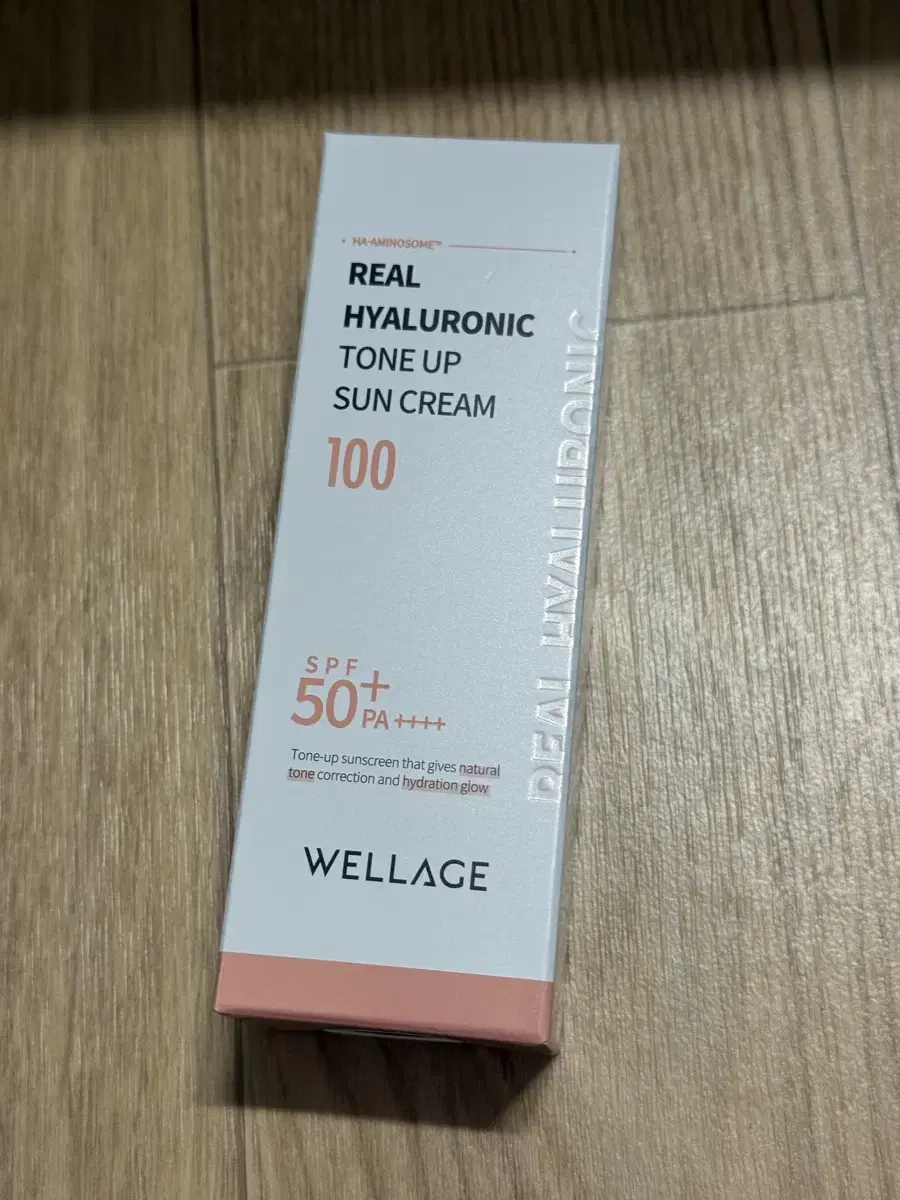 HA-AMINOSOME™
REAL
HYALURONIC
TONE UP
SUN CREAM
100
SPF
50+
PA++++
Tone-up sunscreen that gives natural
tone correction and hydration glow
WELLAGE
REAL HYALURONIC